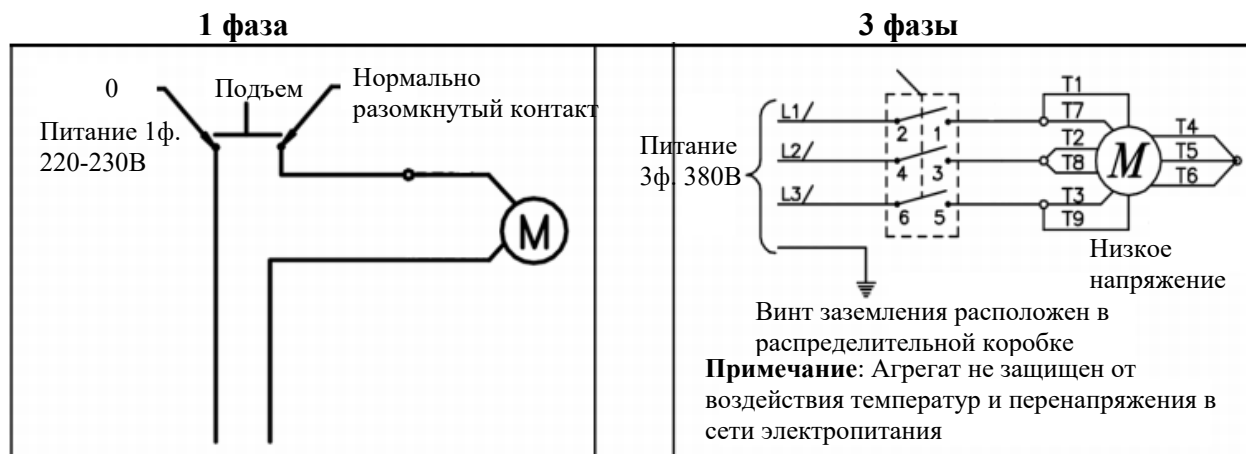 1 фаза
3 фазы
0
Подъем
Нормально
разомкнутый контакт
Питание 1ф.
220-230В
М
Питание
3ф. 380В
L1/
L2/
L3/
2 1
4 3
6 5
T1
T7
T2
T8
T3
T9
М
T4
T5
T6
Низкое
напряжение
Винт заземления расположен в
распределительной коробке
Примечание: Агрегат не защищен от
воздействия температур и перенапряжения в
сети электропитания